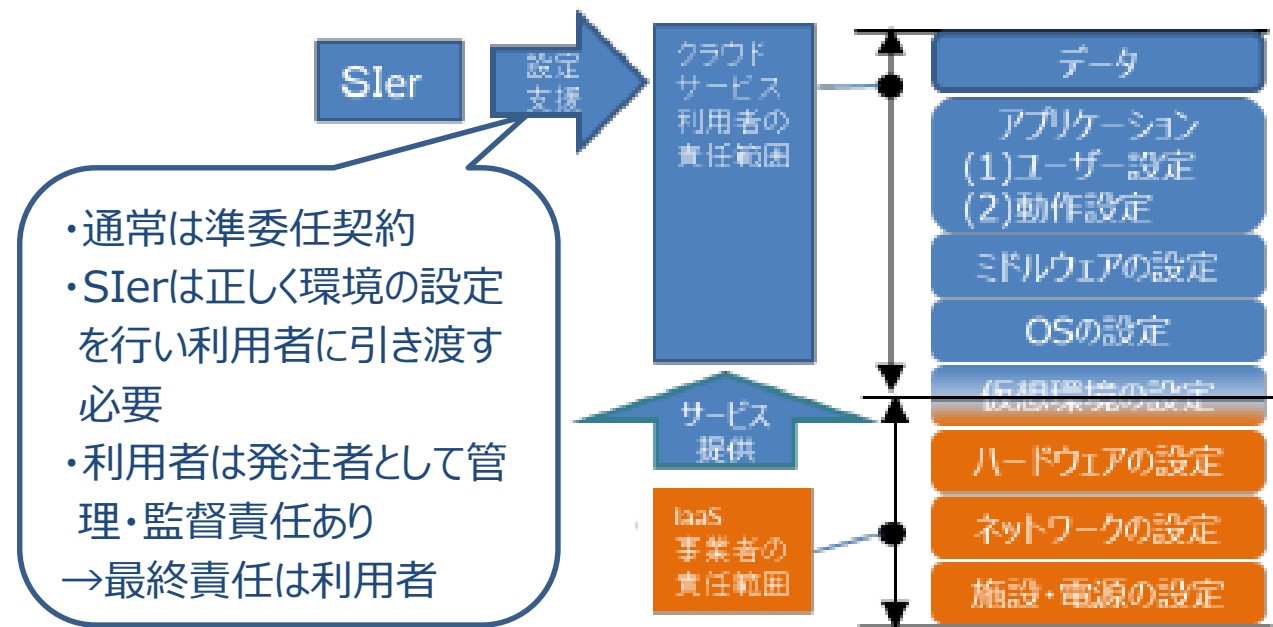 SIer
設定
支援
クラウド
サービス
利用者の
責任範囲
・通常は準委任契約
・SIerは正しく環境の設定
を行い利用者に引き渡す
必要
・利用者は発注者として管
理・監督責任あり
→最終責任は利用者
サービス
提供
IaaS
事業者の
責任範囲
データ
アプリケーション
(1)ユーザー設定
(2)動作設定
ミドルウェアの設定
OSの設定
仮想環境の設定
ハードウェアの設定
ネットワークの設定
施設・電源の設定